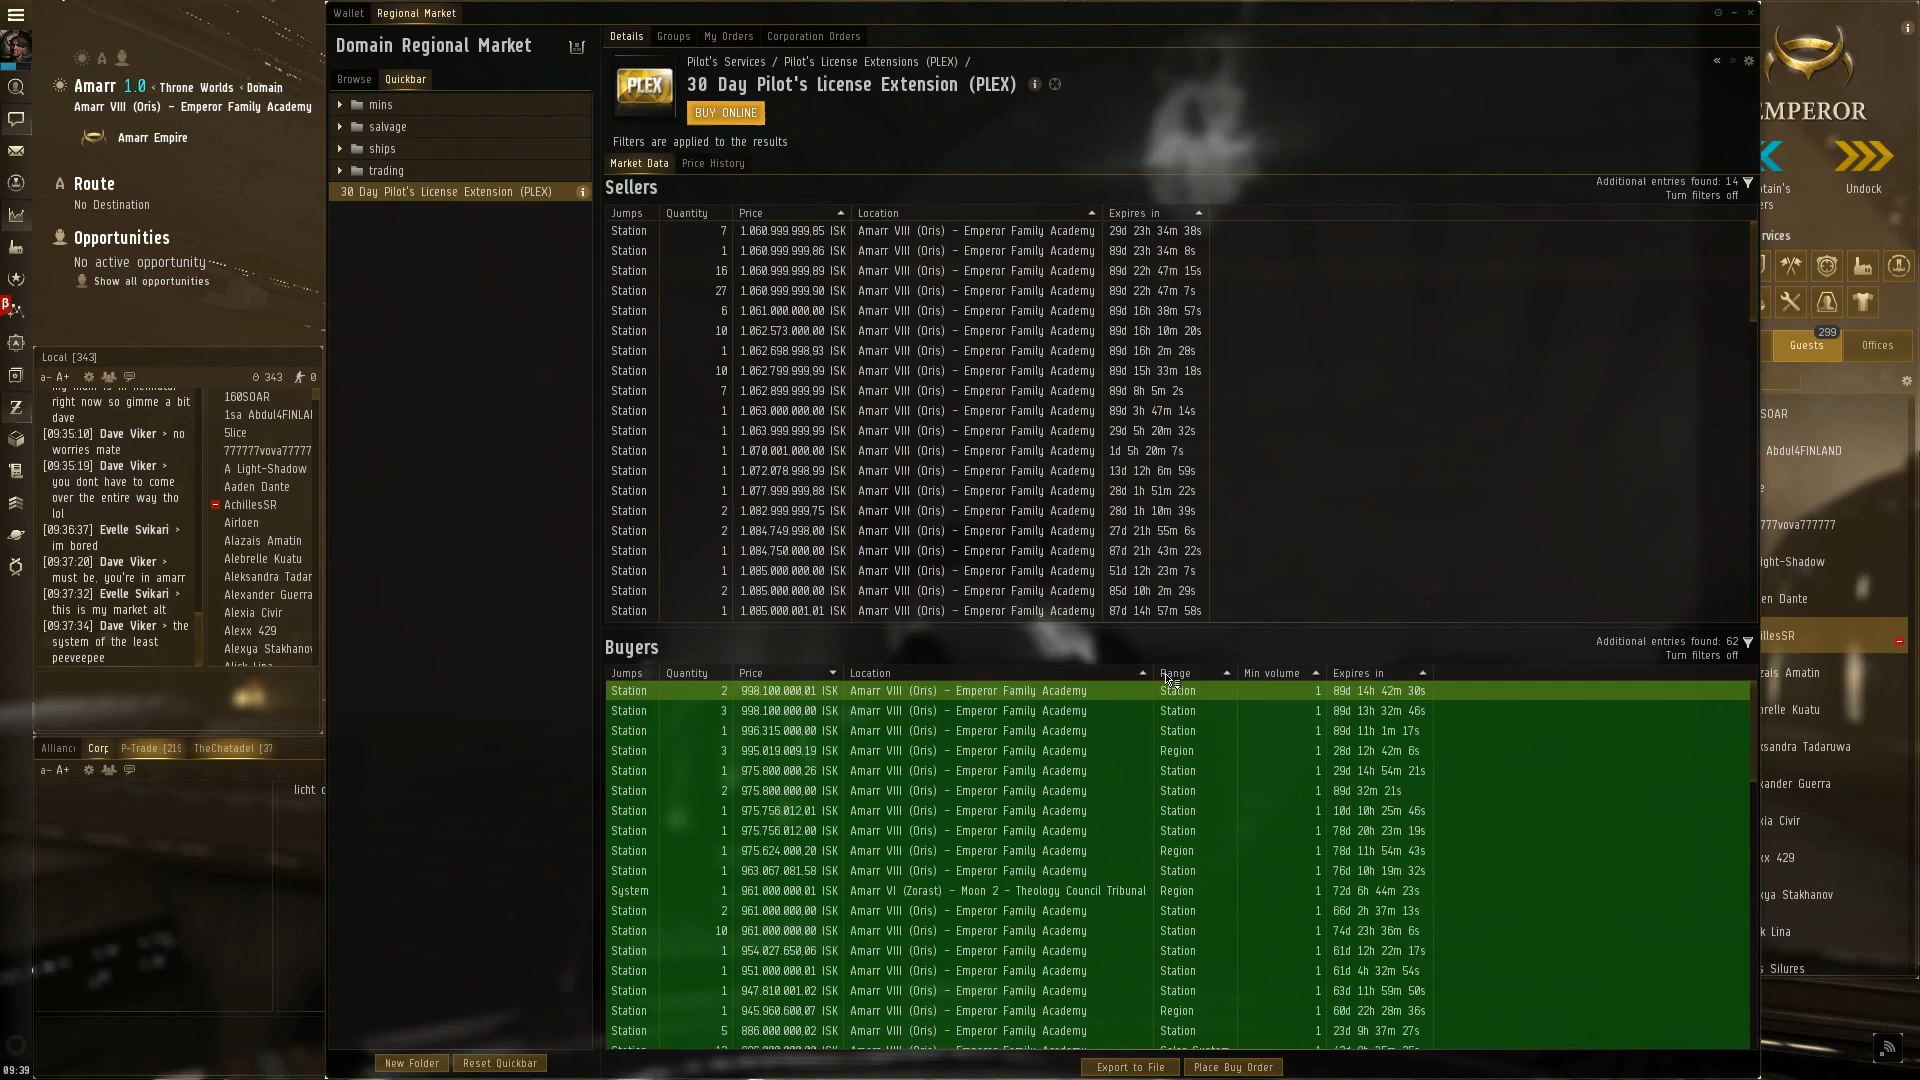 Wallet
Regional Market
Amarr 1.0 < Throne Worlds < Domain
Amarr VIII (Oris) - Emperor Family Academy
Amarr Empire
Route
No Destination
Opportunities
No active opportunity
Show all opportunities
Local [343]
a- A+
343
0
right now so gimme a bit
dave
[09:35:10] Dave Viker > no
worries mate
[09:35:19] Dave Viker >
you dont have to come
over the entire way tho
lol
[09:36:37] Evelle Svikari >
im bored
[09:37:20] Dave Viker >
must be, you're in amarr
[09:37:32] Evelle Svikari >
this is my market alt
[09:37:34] Dave Viker > the
system of the least
peeveepee
160SOAR
1sa Abdul4FINLA
5lice
777777vova77777
A Light-Shadow
Aaden Dante
AchillesSR
Airloen
Alazais Amatin
Alebrelle Kuatu
Aleksandra Tadar
Alexander Guerra
Alexia Civir
Alexx 429
Alexya Stakhanov
Alick Lina
Alliance
Corp
P-Trade [219
TheChatadel [37
a- A+
licht
09:39
Domain Regional Market
Browse
Quickbar
mins
salvage
ships
trading
30 Day Pilot's License Extension (PLEX)
New Folder
Reset Quickbar
Details
Groups
My Orders
Corporation Orders
PLEX
Pilot's Services / Pilot's License Extensions (PLEX) /
30 Day Pilot's License Extension (PLEX)
BUY ONLINE
Filters are applied to the results
Market Data
Price History
Sellers
Additional entries found: 14
Turn filters off
Jumps Quantity Price Location Expires in
Station 7 1.060.999.999,85 ISK Amarr VIII (Oris) - Emperor Family Academy 29d 23h 34m 38s
Station 1 1.060.999.999,86 ISK Amarr VIII (Oris) - Emperor Family Academy 89d 23h 34m 8s
Station 16 1.060.999.999,89 ISK Amarr VIII (Oris) - Emperor Family Academy 89d 22h 47m 15s
Station 27 1.060.999.999,90 ISK Amarr VIII (Oris) - Emperor Family Academy 89d 22h 47m 7s
Station 6 1.061.000.000,00 ISK Amarr VIII (Oris) - Emperor Family Academy 89d 16h 38m 57s
Station 10 1.062.573.000,00 ISK Amarr VIII (Oris) - Emperor Family Academy 89d 16h 10m 20s
Station 1 1.062.698.998,93 ISK Amarr VIII (Oris) - Emperor Family Academy 89d 16h 2m 28s
Station 10 1.062.799.999,99 ISK Amarr VIII (Oris) - Emperor Family Academy 89d 15h 33m 18s
Station 7 1.062.899.999,99 ISK Amarr VIII (Oris) - Emperor Family Academy 89d 8h 5m 2s
Station 1 1.063.000.000,00 ISK Amarr VIII (Oris) - Emperor Family Academy 89d 3h 47m 14s
Station 1 1.063.999.999,99 ISK Amarr VIII (Oris) - Emperor Family Academy 29d 5h 20m 32s
Station 1 1.070.001.000,00 ISK Amarr VIII (Oris) - Emperor Family Academy 1d 5h 20m 7s
Station 1 1.072.078.998,99 ISK Amarr VIII (Oris) - Emperor Family Academy 13d 12h 6m 59s
Station 1 1.077.999.999,88 ISK Amarr VIII (Oris) - Emperor Family Academy 28d 1h 51m 22s
Station 2 1.082.999.999,75 ISK Amarr VIII (Oris) - Emperor Family Academy 28d 1h 10m 39s
Station 2 1.084.749.998,00 ISK Amarr VIII (Oris) - Emperor Family Academy 27d 21h 55m 6s
Station 1 1.084.750.000,00 ISK Amarr VIII (Oris) - Emperor Family Academy 87d 21h 43m 22s
Station 1 1.085.000.000,00 ISK Amarr VIII (Oris) - Emperor Family Academy 51d 12h 23m 7s
Station 2 1.085.000.000,00 ISK Amarr VIII (Oris) - Emperor Family Academy 85d 10h 2m 29s
Station 1 1.085.000.001,01 ISK Amarr VIII (Oris) - Emperor Family Academy 87d 14h 57m 58s
Buyers
Additional entries found: 62
Turn filters off
Jumps Quantity Price Location Range Min volume Expires in
Station 2 998.100.000,01 ISK Amarr VIII (Oris) - Emperor Family Academy Station 1 89d 14h 42m 30s
Station 3 998.100.000,00 ISK Amarr VIII (Oris) - Emperor Family Academy Station 1 89d 13h 32m 46s
Station 1 996.315.000,00 ISK Amarr VIII (Oris) - Emperor Family Academy Station 1 89d 11h 1m 17s
Station 3 995.019.009,19 ISK Amarr VIII (Oris) - Emperor Family Academy Region 1 28d 12h 42m 6s
Station 1 975.800.000,26 ISK Amarr VIII (Oris) - Emperor Family Academy Station 1 29d 14h 54m 21s
Station 2 975.800.000,00 ISK Amarr VIII (Oris) - Emperor Family Academy Station 1 89d 32m 21s
Station 1 975.756.012,01 ISK Amarr VIII (Oris) - Emperor Family Academy Station 1 10d 10h 25m 46s
Station 1 975.756.012,00 ISK Amarr VIII (Oris) - Emperor Family Academy Station 1 78d 20h 23m 19s
Station 1 975.624.000,20 ISK Amarr VIII (Oris) - Emperor Family Academy Region 1 78d 11h 54m 43s
Station 1 963.067.081,58 ISK Amarr VIII (Oris) - Emperor Family Academy Station 1 76d 10h 19m 32s
System 1 961.000.000,01 ISK Amarr VI (Zorast) - Moon 2 - Theology Council Tribunal Region 1 72d 6h 44m 23s
Station 2 961.000.000,00 ISK Amarr VIII (Oris) - Emperor Family Academy Station 1 66d 2h 37m 13s
Station 10 961.000.000,00 ISK Amarr VIII (Oris) - Emperor Family Academy Station 1 74d 23h 36m 6s
Station 1 954.027.650,06 ISK Amarr VIII (Oris) - Emperor Family Academy Station 1 61d 12h 22m 17s
Station 1 951.000.000,01 ISK Amarr VIII (Oris) - Emperor Family Academy Station 1 61d 4h 32m 54s
Station 1 947.810.001,02 ISK Amarr VIII (Oris) - Emperor Family Academy Station 1 63d 11h 59m 50s
Station 1 945.960.600,07 ISK Amarr VIII (Oris) - Emperor Family Academy Region 1 60d 22h 28m 36s
Station 5 886.000.000,02 ISK Amarr VIII (Oris) - Emperor Family Academy Station 1 23d 9h 37m 27s
Export to File
Place Buy Order
EMPEROR
tain's
ers
Undock
rvices
299
Guests
Offices
SOAR
Abdul4FINLAND
e
777vova777777
ight-Shadow
en Dante
illesSR
zais Amatin
brelle Kuatu
ksandra Tadaruwa
xander Guerra
xia Civir
xx 429
xya Stakhanov
k Lina
s Silures